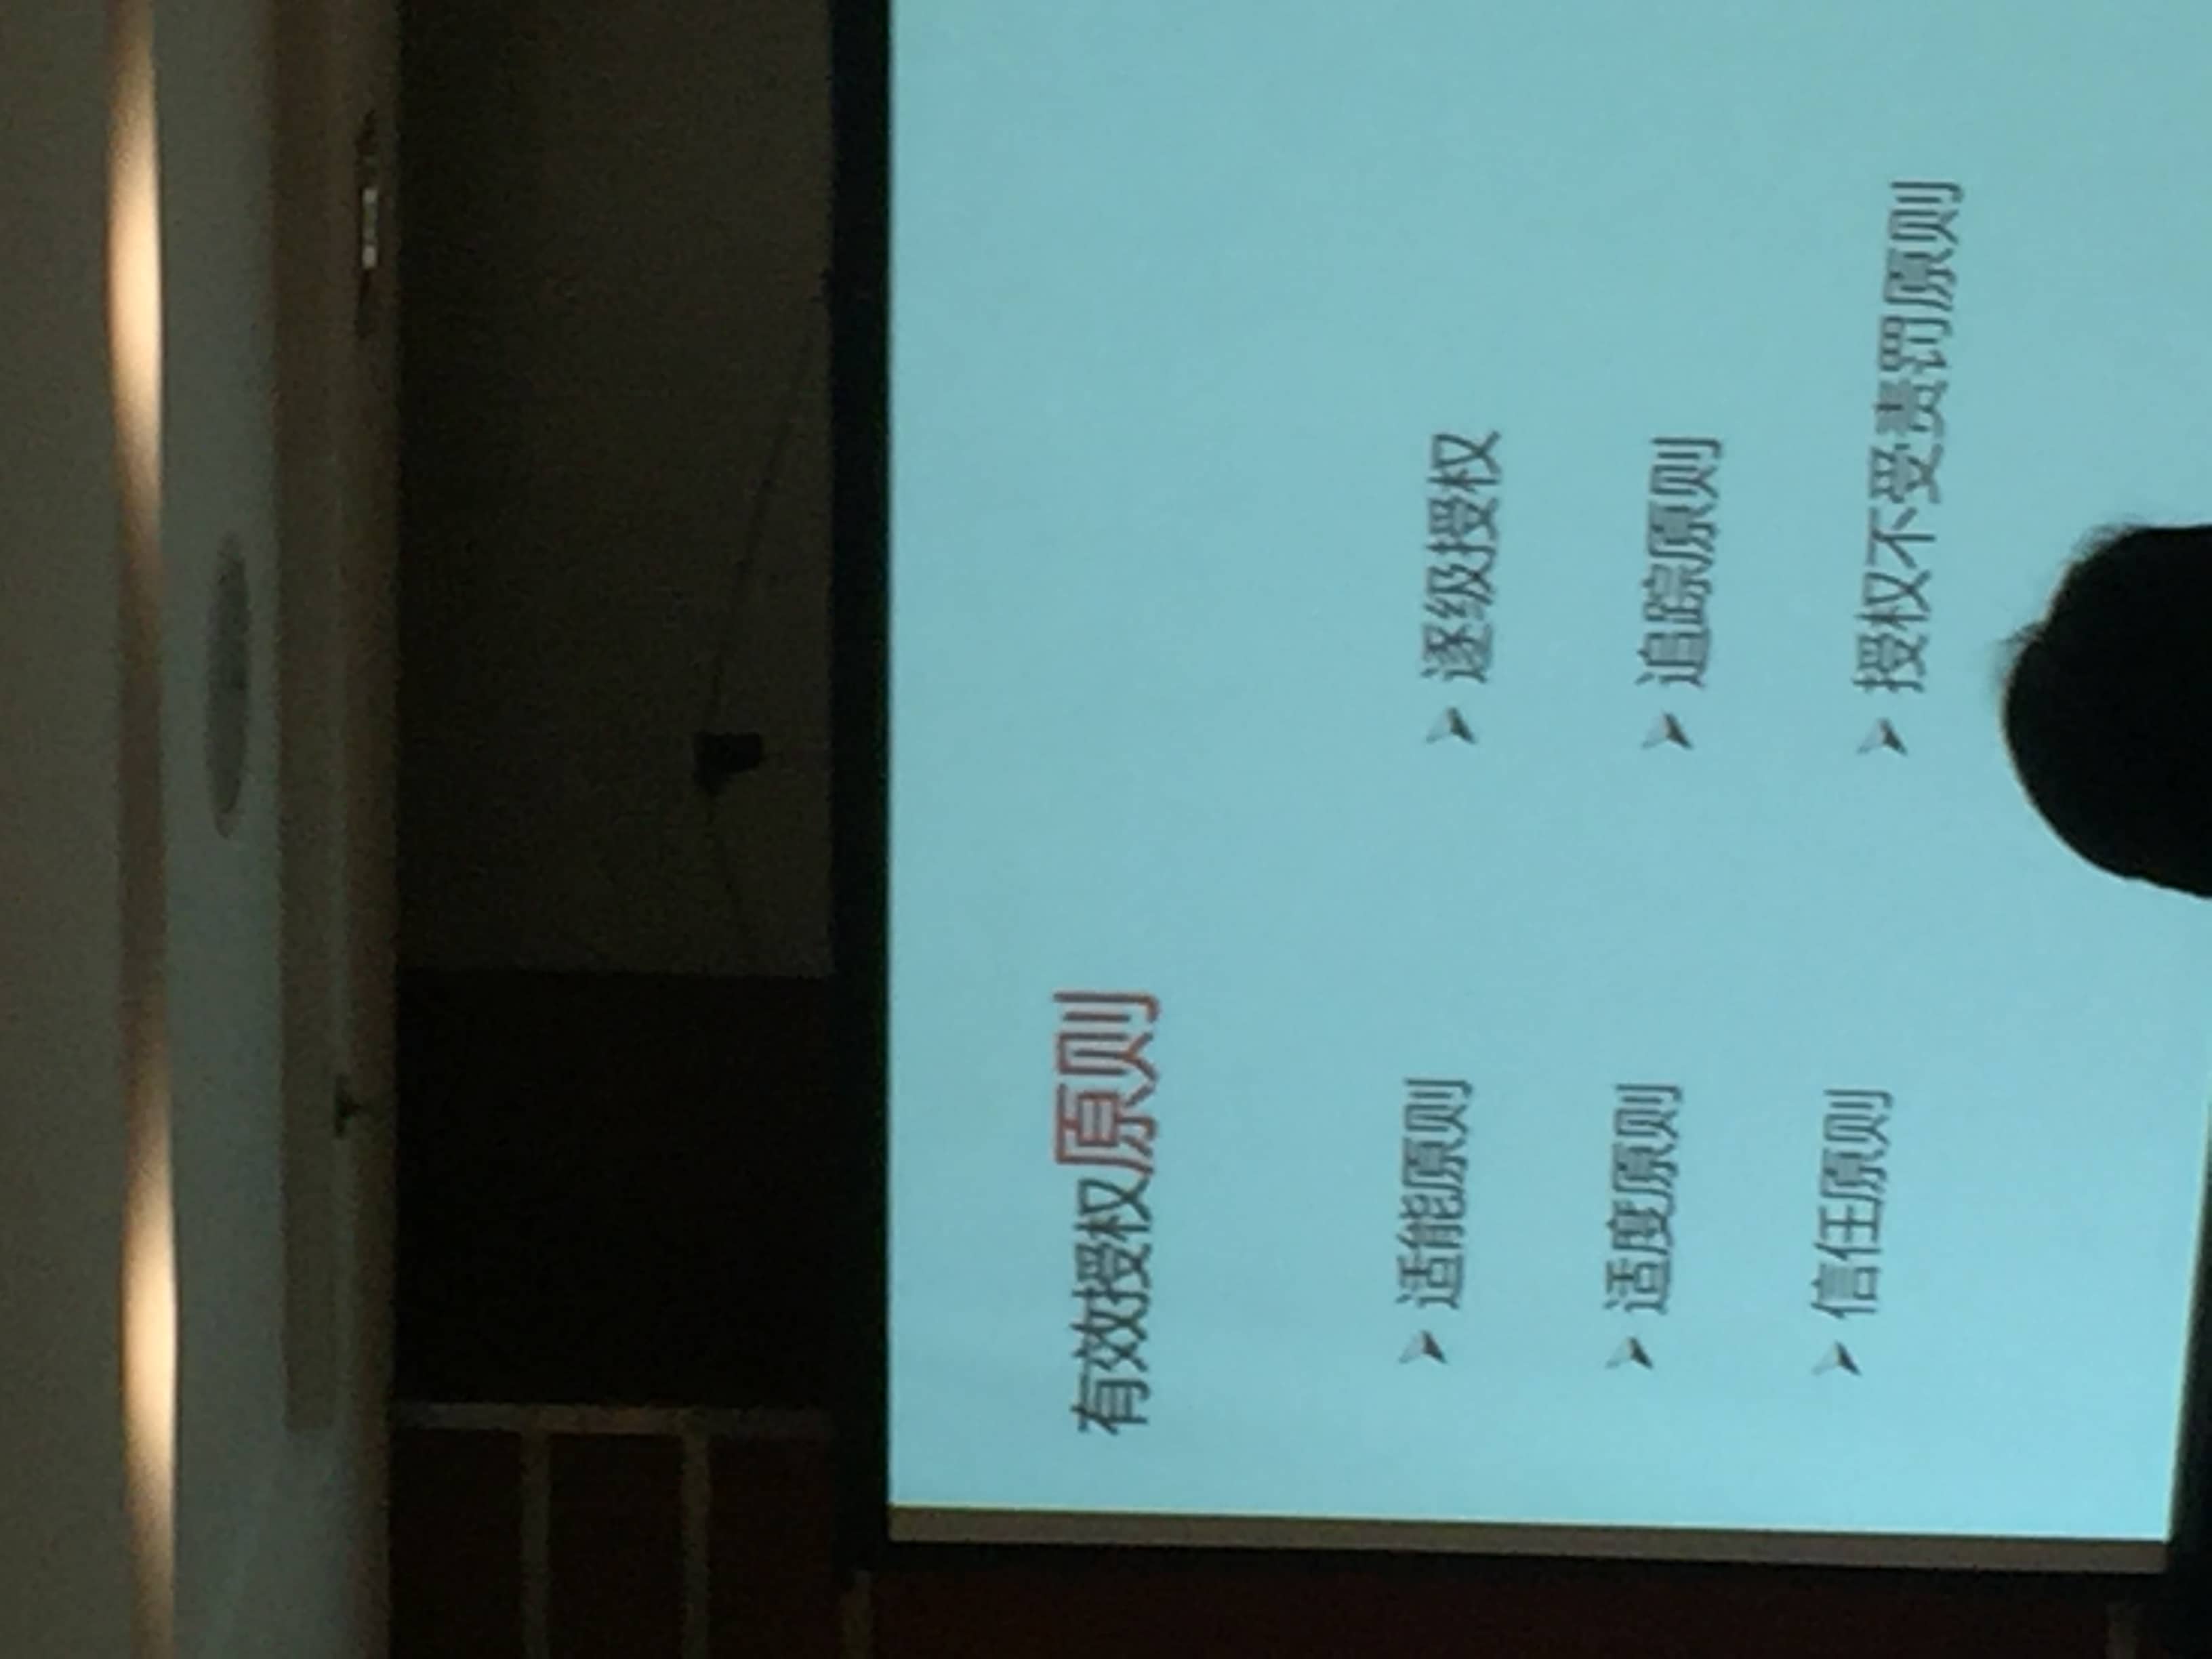 有效授权原则
➢ 适能原则
➢ 适度原则
➢ 信任原则
➢ 逐级授权
➢ 追踪原则
➢ 授权不受责罚原则